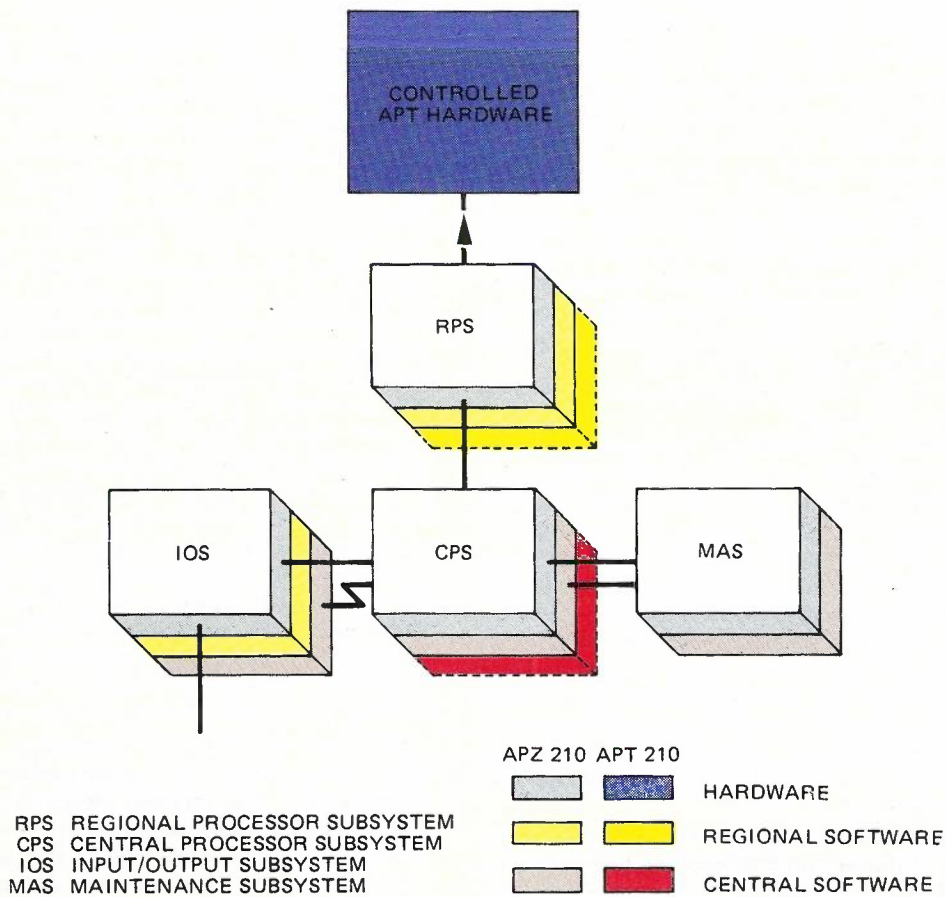 CONTROLLED
APT HARDWARE
RPS
IOS
CPS
MAS
APZ 210 APT 210
HARDWARE
REGIONAL SOFTWARE
CENTRAL SOFTWARE
RPS REGIONAL PROCESSOR SUBSYSTEM
CPS CENTRAL PROCESSOR SUBSYSTEM
IOS INPUT/OUTPUT SUBSYSTEM
MAS MAINTENANCE SUBSYSTEM